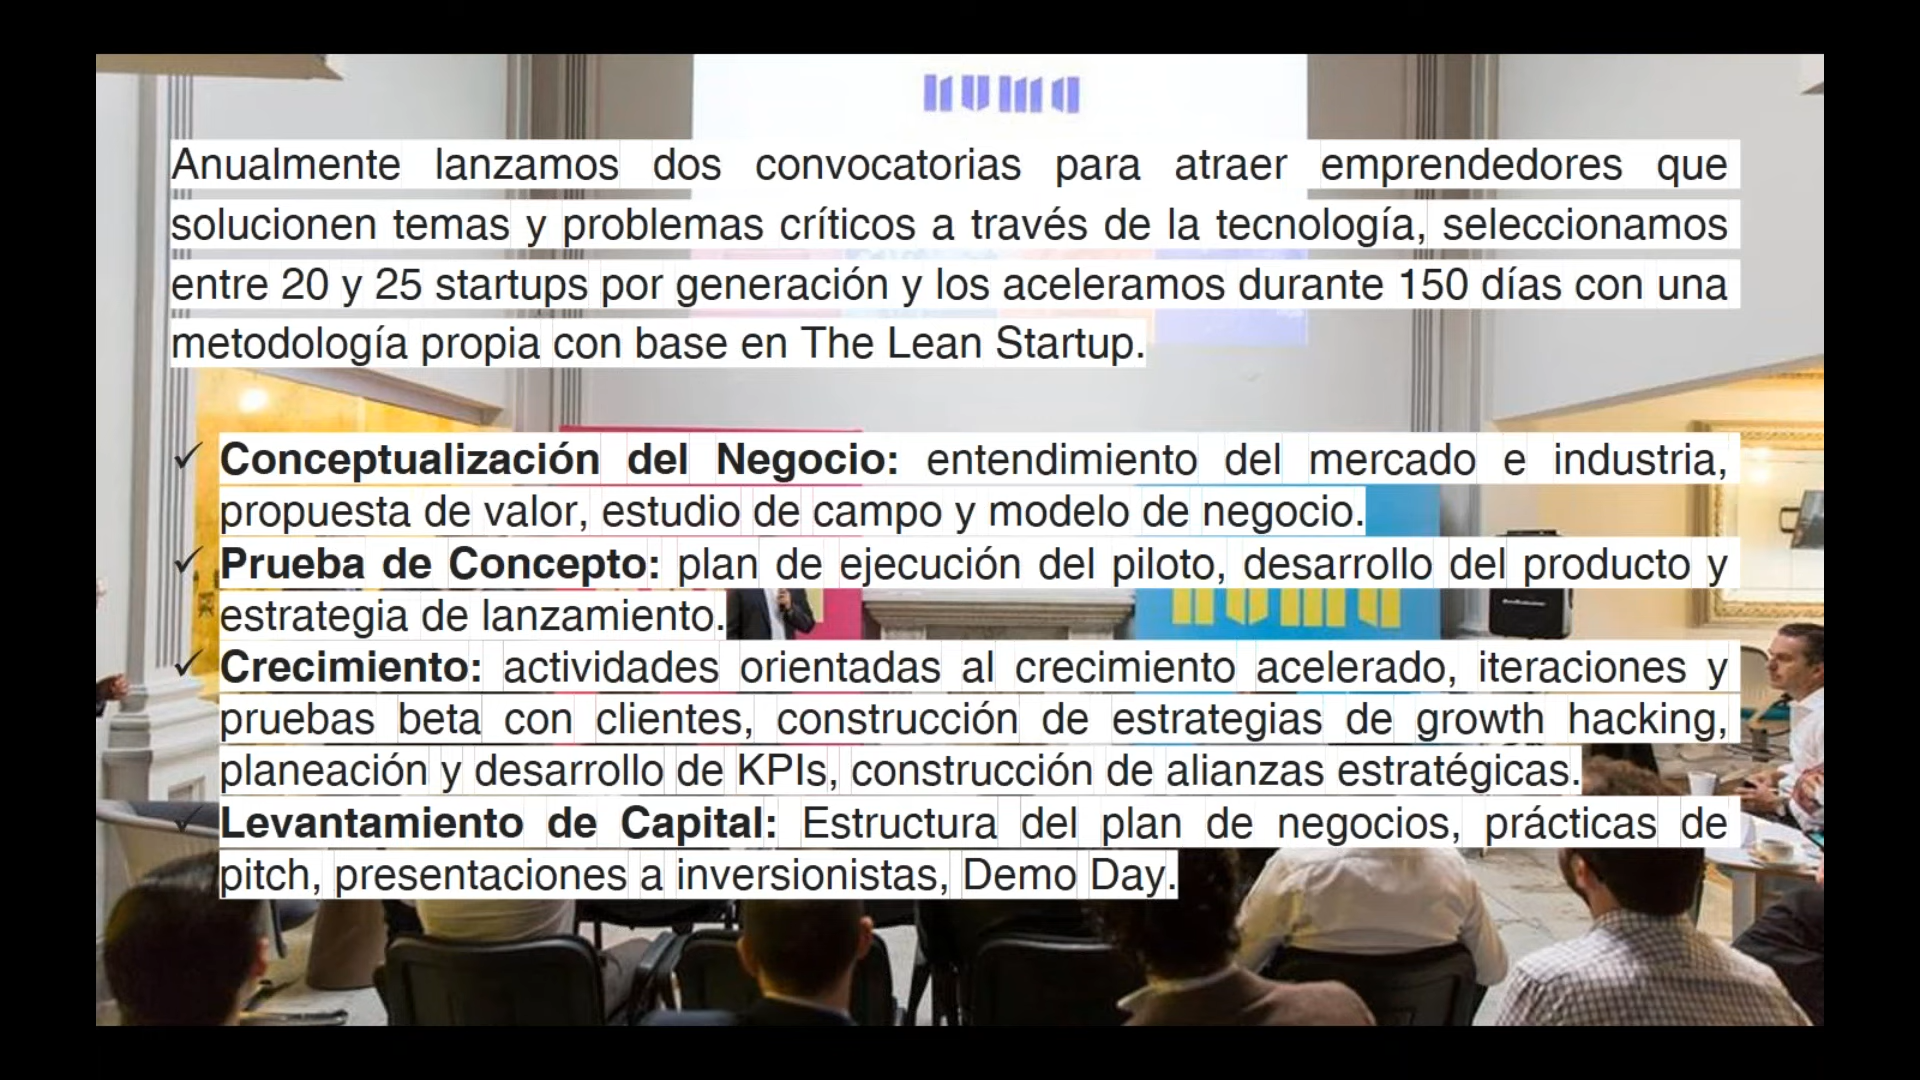 numa
Anualmente lanzamos dos convocatorias para atraer emprendedores que
solucionen temas y problemas críticos a través de la tecnología, seleccionamos
entre 20 y 25 startups por generación y los aceleramos durante 150 días con una
metodología propia con base en The Lean Startup.
✓ Conceptualización del Negocio: entendimiento del mercado e industria,
propuesta de valor, estudio de campo y modelo de negocio.
✓ Prueba de Concepto: plan de ejecución del piloto, desarrollo del producto y
estrategia de lanzamiento.
✓ Crecimiento: actividades orientadas al crecimiento acelerado, iteraciones y
pruebas beta con clientes, construcción de estrategias de growth hacking,
planeación y desarrollo de KPIs, construcción de alianzas estratégicas.
✓ Levantamiento de Capital: Estructura del plan de negocios, prácticas de
pitch, presentaciones a inversionistas, Demo Day.
numa